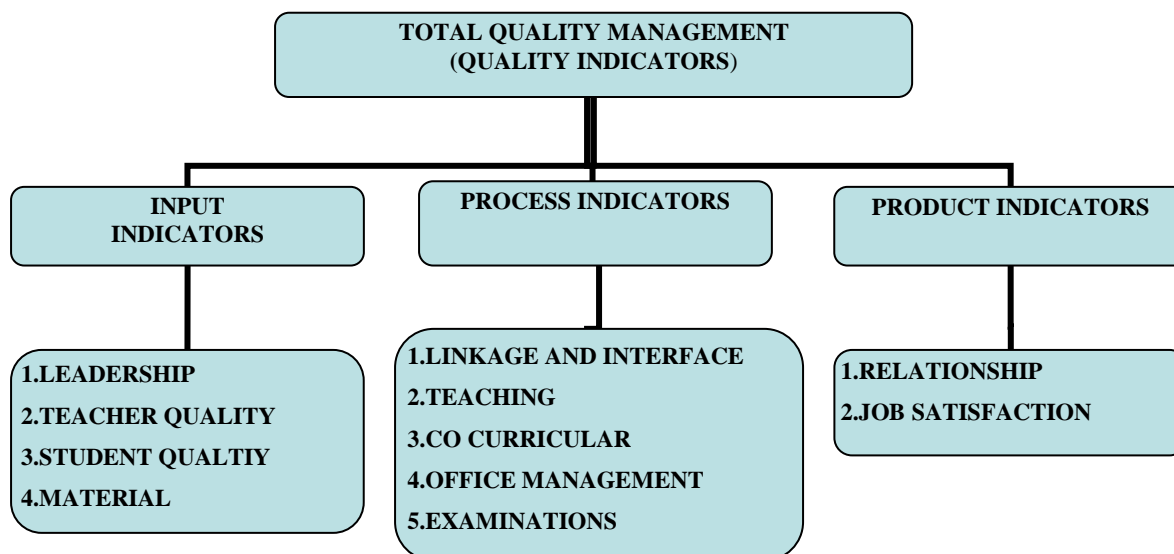 TOTAL QUALITY MANAGEMENT
(QUALITY INDICATORS)
INPUT
INDICATORS
PROCESS INDICATORS
PRODUCT INDICATORS
1.LEADERSHIP
2.TEACHER QUALITY
3.STUDENT QUALTIY
4.MATERIAL
1.LINKAGE AND INTERFACE
2.TEACHING
3.CO CURRICULAR
4.OFFICE MANAGEMENT
5.EXAMINATIONS
1.RELATIONSHIP
2.JOB SATISFACTION